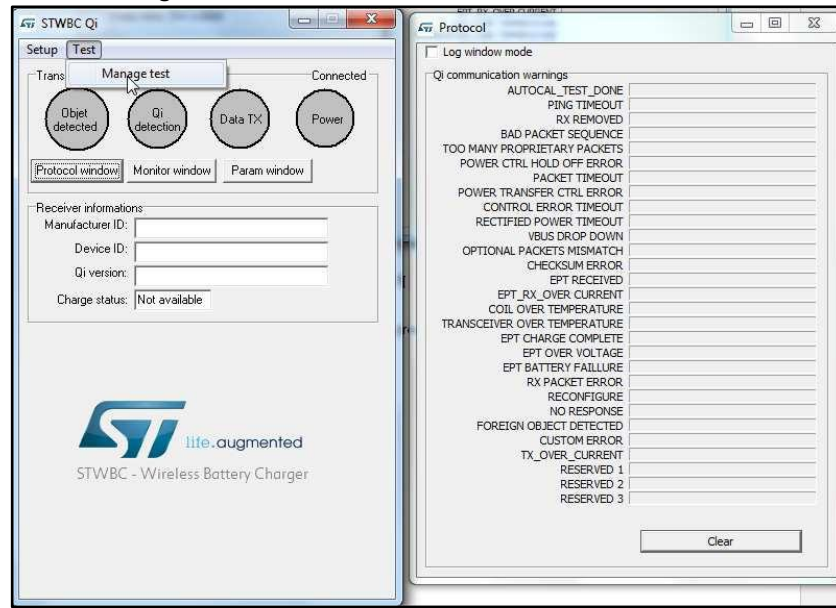 STWBC Qi
Setup Test
Manage test
Trans
Connected
Objet
detected
Qi
detection
Data TX
Power
Protocol window
Monitor window
Param window
Receiver informations
Manufacturer ID:
Device ID:
Qi version:
Charge status: Not available
life.augmented
STWBC - Wireless Battery Charger
EPT_RX_OVER CURRENT
Protocol
Log window mode
Qi communication warnings
AUTOCAL_TEST_DONE
PING TIMEOUT
RX REMOVED
BAD PACKET SEQUENCE
TOO MANY PROPRIETARY PACKETS
POWER CTRL HOLD OFF ERROR
PACKET TIMEOUT
POWER TRANSFER CTRL ERROR
CONTROL ERROR TIMEOUT
RECTIFIED POWER TIMEOUT
VBUS DROP DOWN
OPTIONAL PACKETS MISMATCH
CHECKSUM ERROR
EPT RECEIVED
EPT_RX_OVER CURRENT
COIL OVER TEMPERATURE
TRANSCEIVER OVER TEMPERATURE
EPT CHARGE COMPLETE
EPT OVER VOLTAGE
EPT BATTERY FAILLURE
RX PACKET ERROR
RECONFIGURE
NO RESPONSE
FOREIGN OBJECT DETECTED
CUSTOM ERROR
TX_OVER_CURRENT
RESERVED 1
RESERVED 2
RESERVED 3
Clear